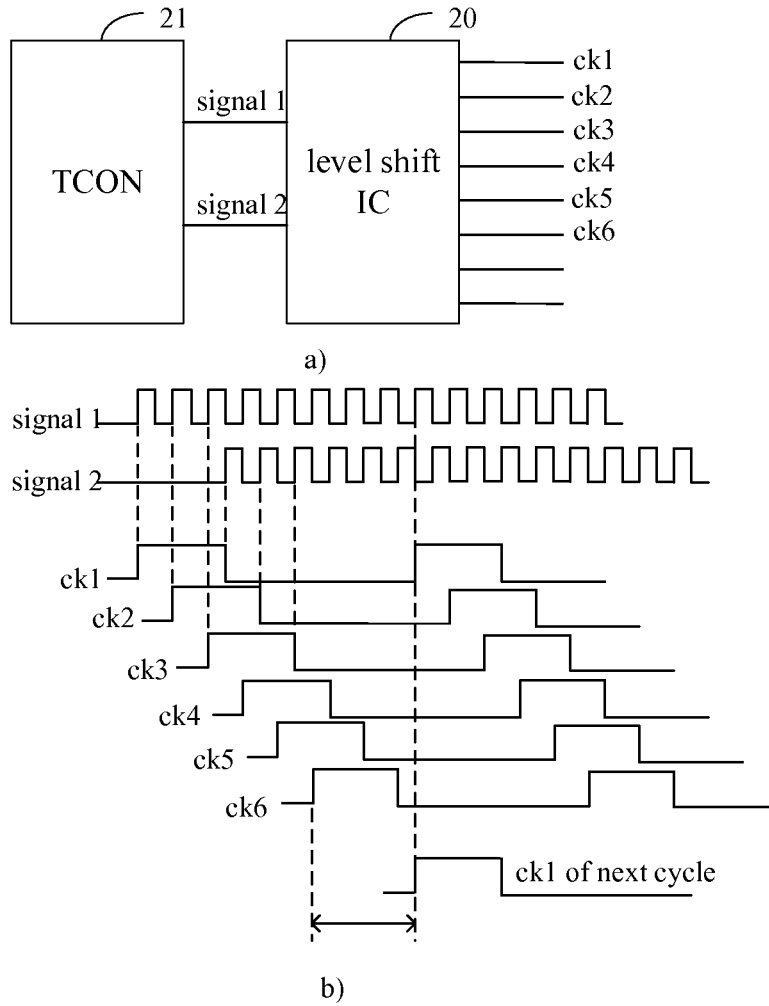 21
20
TCON
signal 1
signal 2
level shift
IC
ck1
ck2
ck3
ck4
ck5
ck6
a)
signal 1
signal 2
ck1
ck2
ck3
ck4
ck5
ck6
ck1 of next cycle
b)